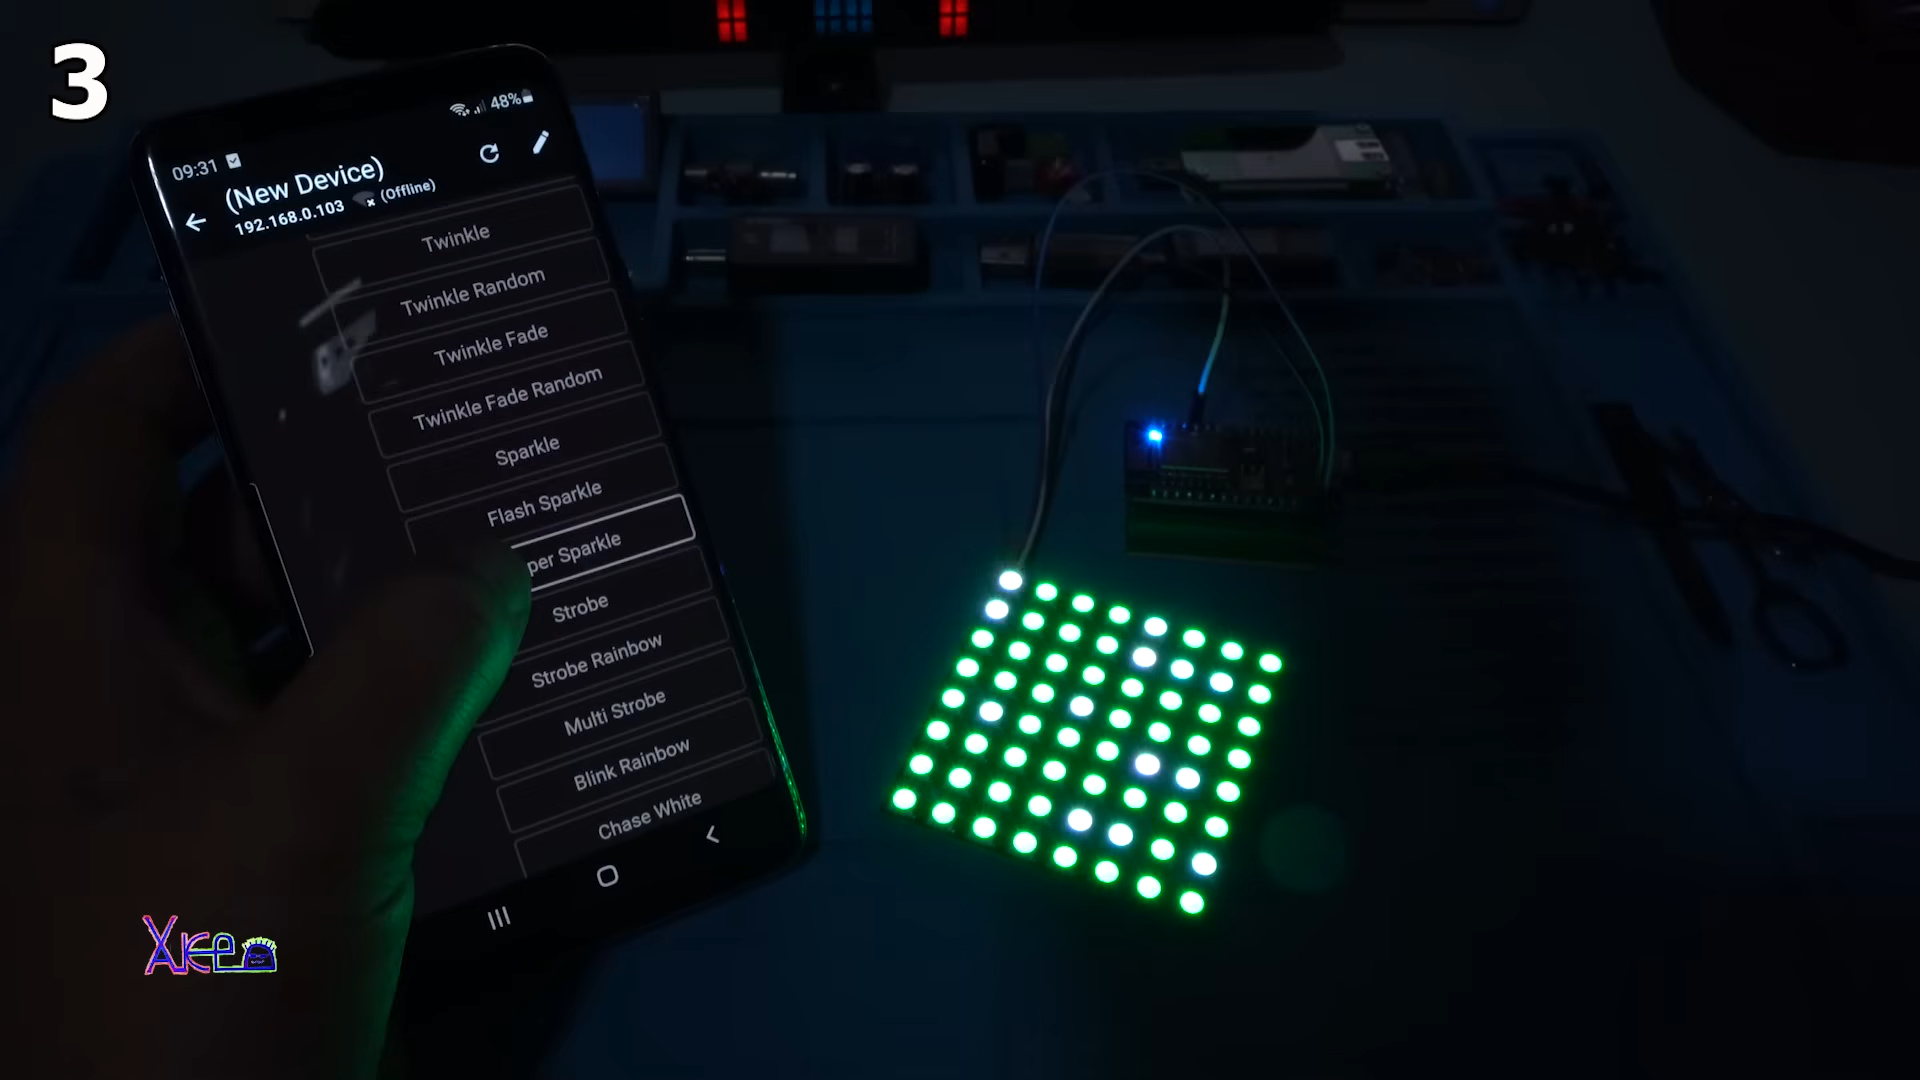 3
48%
09:31
(New Device)
192.168.0.103 (Offline)
Twinkle
Twinkle Random
Twinkle Fade
Twinkle Fade Random
Sparkle
Flash Sparkle
per Sparkle
Strobe
Strobe Rainbow
Multi Strobe
Blink Rainbow
Chase White